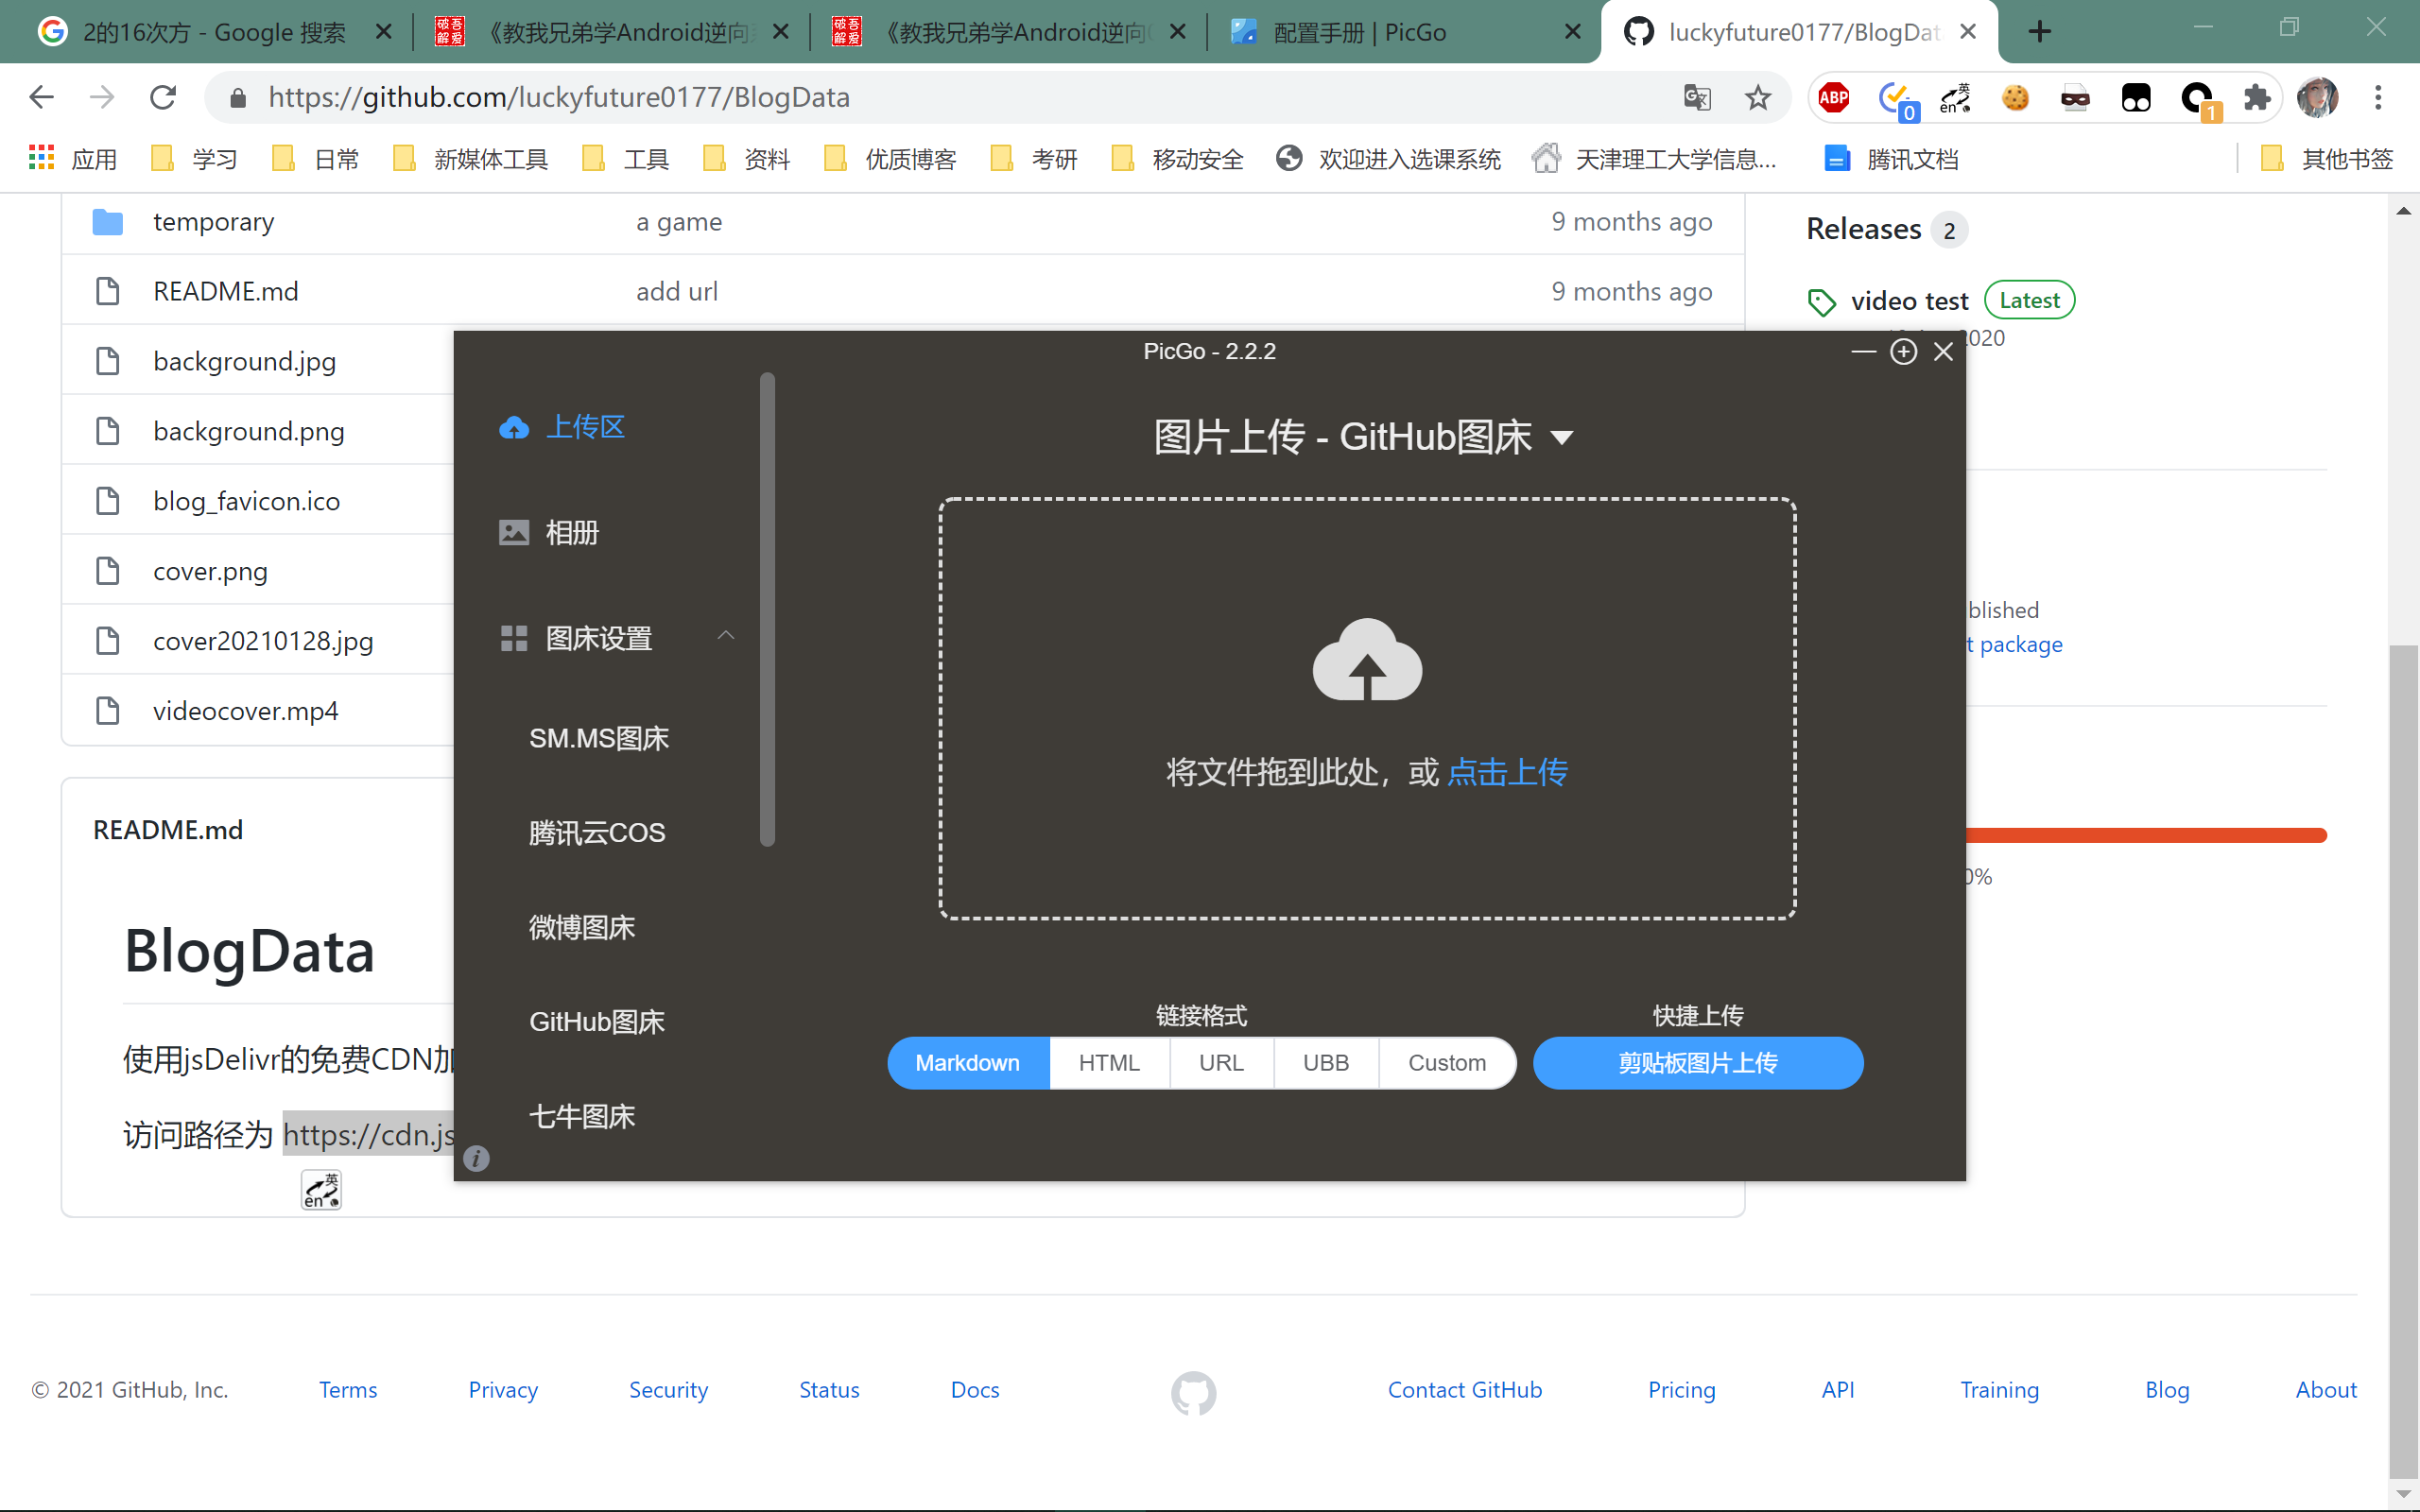 2的16次方 - Google 搜索
《教我兄弟学Android逆向
《教我兄弟学Android逆向
配置手册 | PicGo
luckyfuture0177/BlogDat
https://github.com/luckyfuture0177/BlogData
ABP
0
英
en
1
应用
学习
日常
新媒体工具
工具
资料
优质博客
考研
移动安全
欢迎进入选课系统
天津理工大学信息...
腾讯文档
其他书签
temporary
a game
9 months ago
README.md
add url
9 months ago
background.jpg
background.png
blog_favicon.ico
cover.png
cover20210128.jpg
videocover.mp4
Releases 2
video test
Latest
2020
blished
t package
0%
PicGo - 2.2.2
上传区
相册
图床设置
SM.MS图床
腾讯云COS
微博图床
GitHub图床
七牛图床
图片上传 - GitHub图床
将文件拖到此处，或 点击上传
链接格式
快捷上传
Markdown
HTML
URL
UBB
Custom
剪贴板图片上传
README.md
BlogData
使用jsDelivr的免费CDN加
访问路径为 https://cdn.js
英
en
© 2021 GitHub, Inc.
Terms
Privacy
Security
Status
Docs
Contact GitHub
Pricing
API
Training
Blog
About